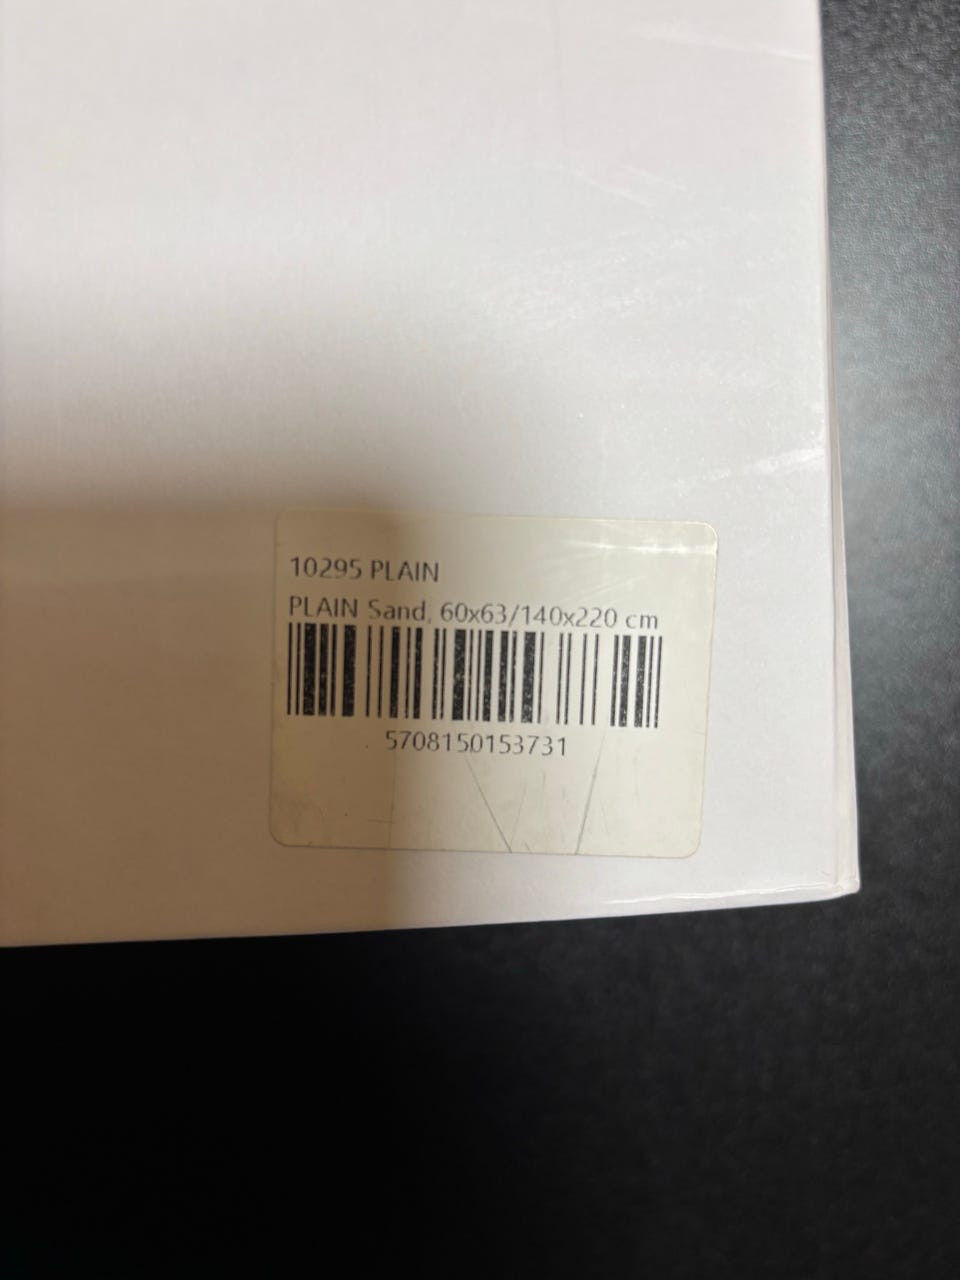 10295 PLAIN
PLAIN Sand, 60x63/140x220 cm
5708150153731